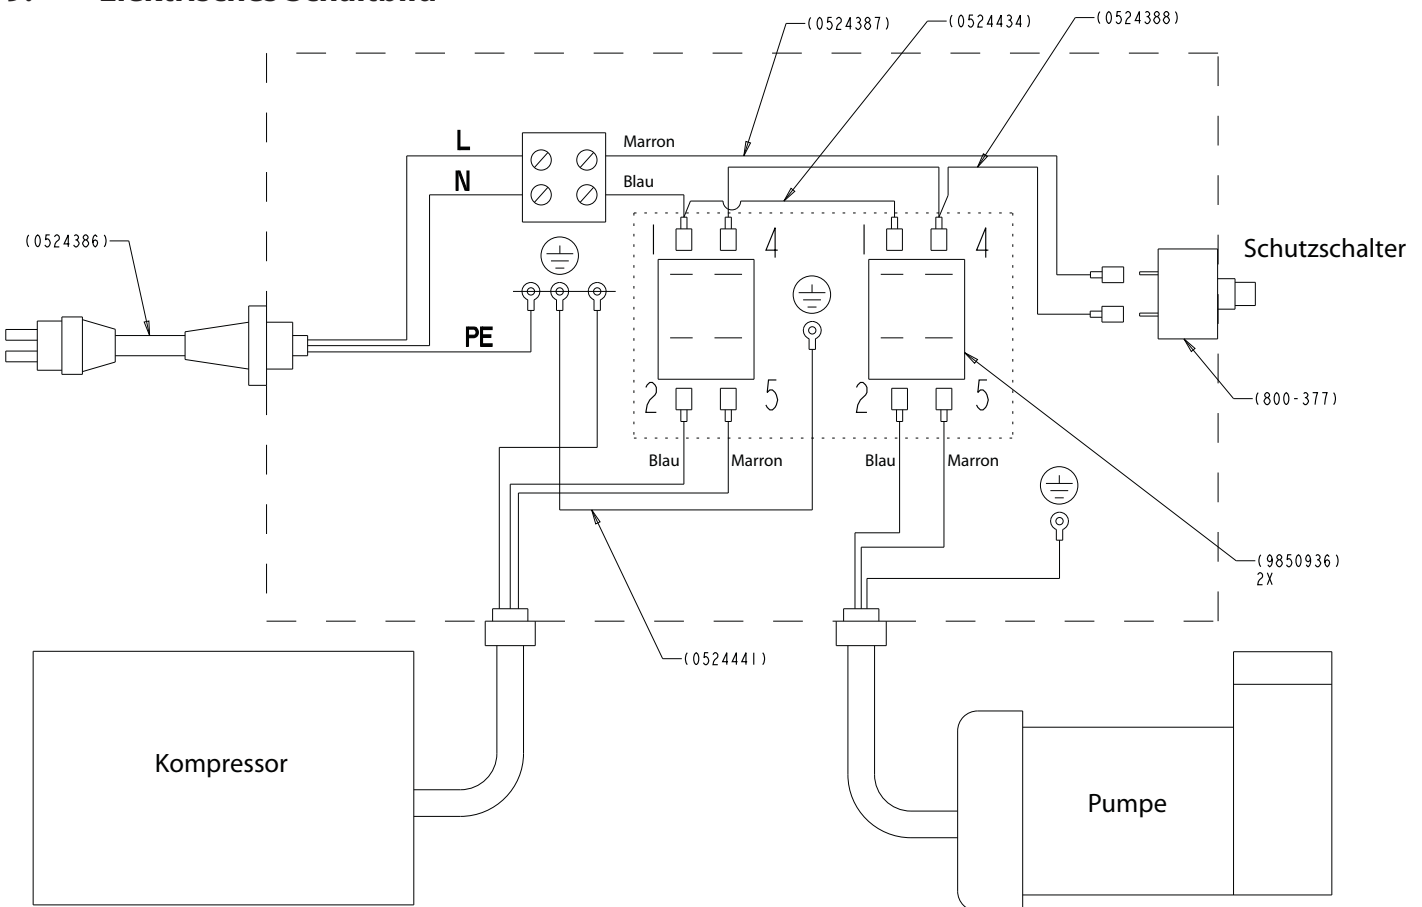 (0524387)
(0524434)
(0524388)
L
Marron
N
Blau
(0524386)
1
4
1
4
Schutzschalter
PE
2
5
2
5
(800-377)
Blau
Marron
Blau
Marron
(9850936)
2X
(0524441)
Kompressor
Pumpe